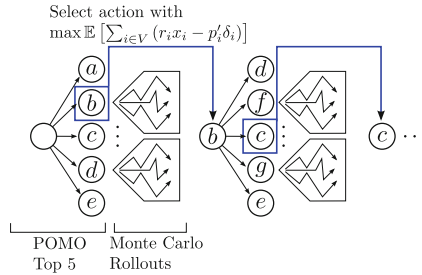 Select action with
max 𝔼 [∑_{i∈V} (r_i x_i − p′_i δ_i)]
a
b
c
d
e
b
d
f
c
g
e
c
POMO
Top 5
Monte Carlo
Rollouts